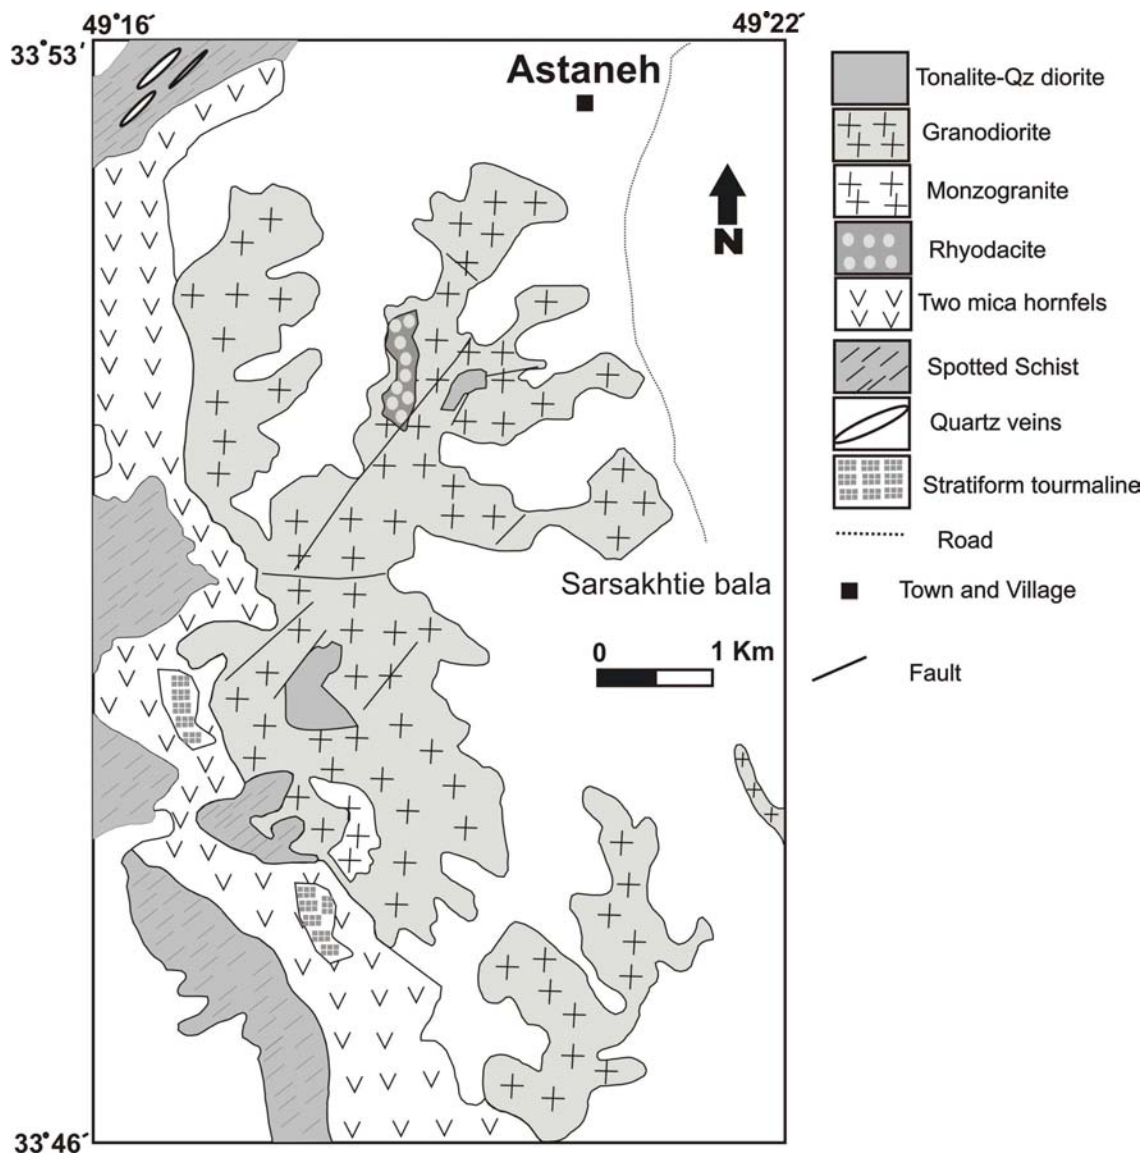 49°16´
49°22´
33°53´
Astaneh
N
Sarsakhtie bala
0
1 Km
33°46´
Tonalite-Qz diorite
Granodiorite
Monzogranite
Rhyodacite
Two mica hornfels
Spotted Schist
Quartz veins
Stratiform tourmaline
Road
Town and Village
Fault